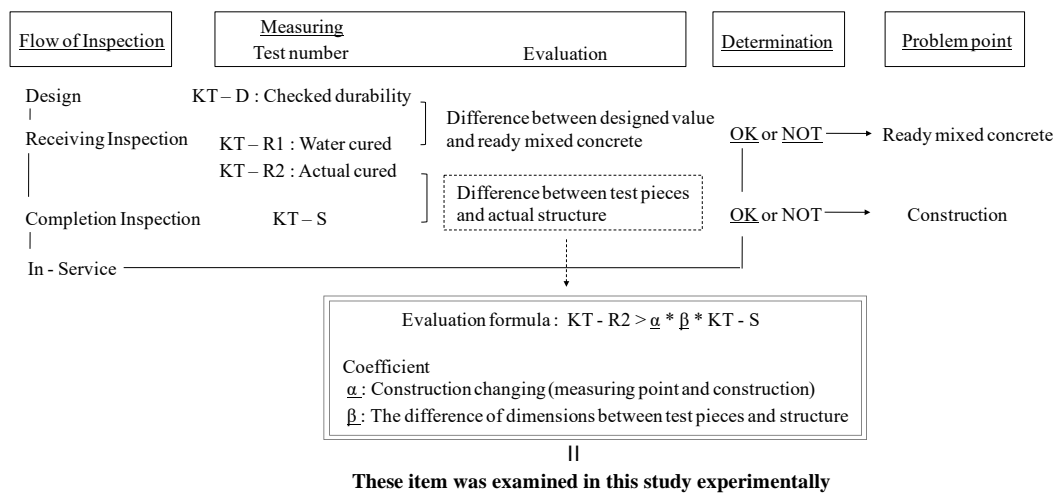 Flow of Inspection
Measuring
Test number
Evaluation
Determination
Problem point
Design
KT – D : Checked durability
Difference between designed value
and ready mixed concrete
Receiving Inspection
KT – R1 : Water cured
OK or NOT
Ready mixed concrete
KT – R2 : Actual cured
Difference between test pieces
and actual structure
Completion Inspection
KT – S
OK or NOT
Construction
In - Service
Evaluation formula : KT - R2 > α * β * KT - S
Coefficient
α : Construction changing (measuring point and construction)
β : The difference of dimensions between test pieces and structure
These item was examined in this study experimentally